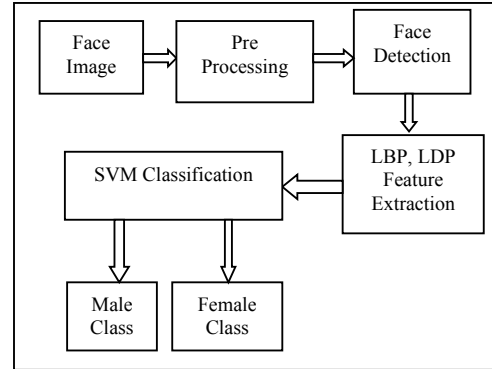 Face
Image
Pre
Processing
Face
Detection
LBP, LDP
Feature
Extraction
SVM Classification
Male
Class
Female
Class